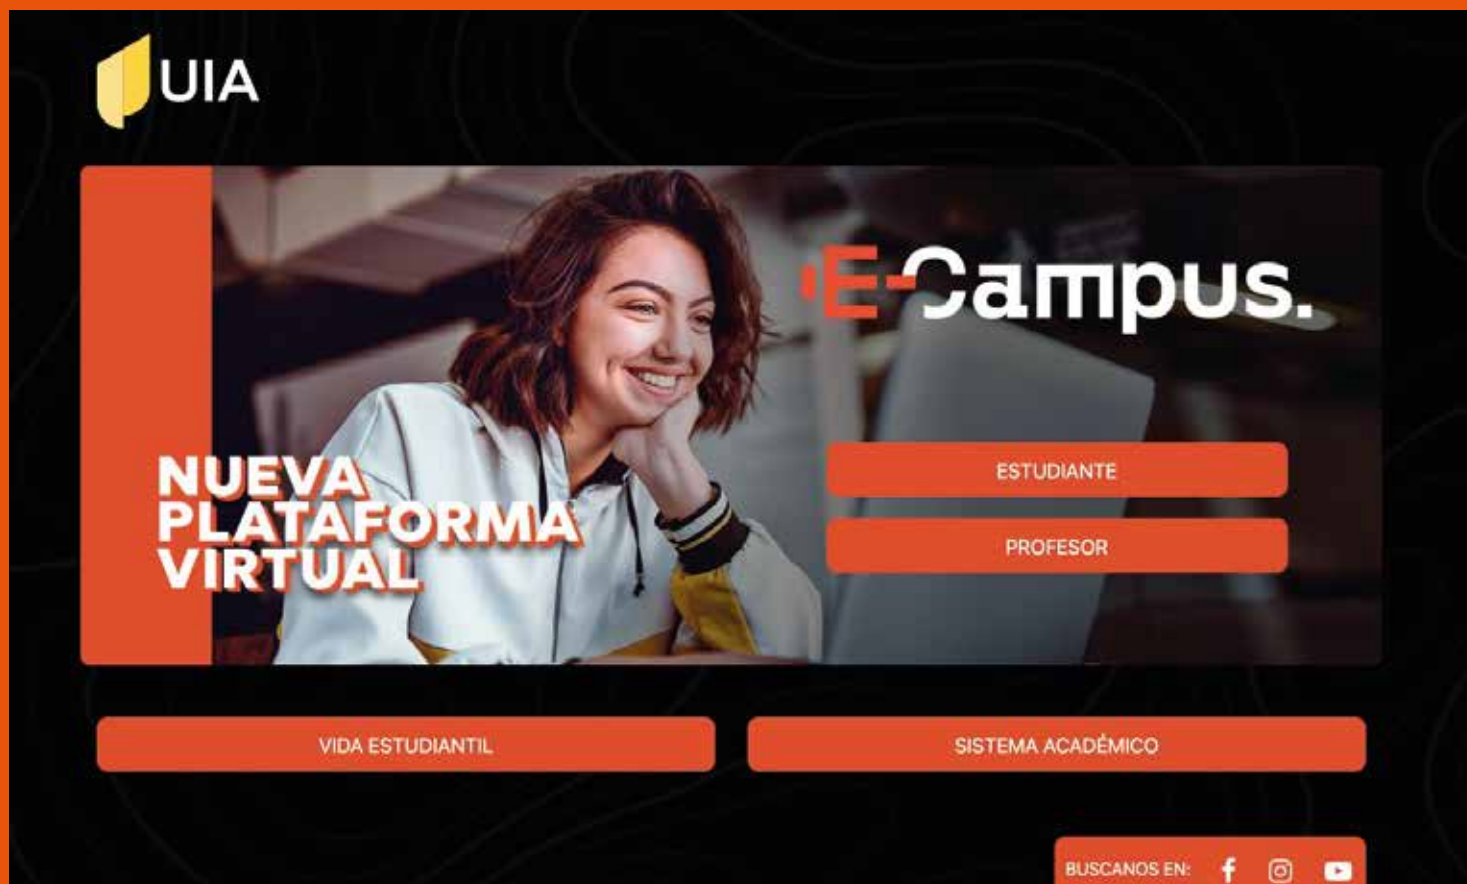 UIA
E-Campus.
NUEVA
PLATAFORMA
VIRTUAL
ESTUDIANTE
PROFESOR
VIDA ESTUDIANTIL
SISTEMA ACADÉMICO
BUSCANOS EN: